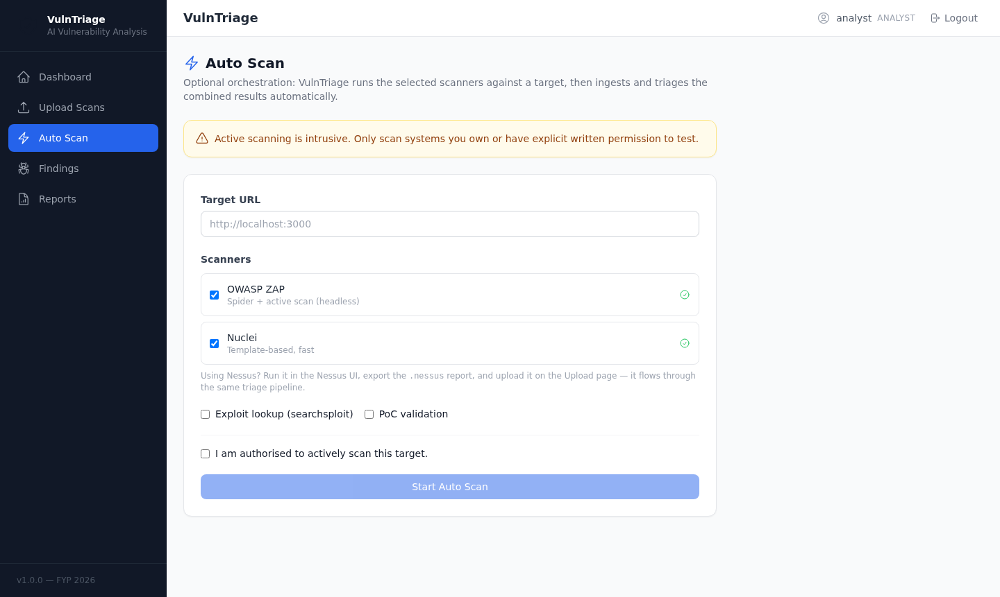 VulnTriage
AI Vulnerability Analysis
Dashboard
Upload Scans
Auto Scan
Findings
Reports
v1.0.0 — FYP 2026
VulnTriage
analyst ANALYST
Logout
Auto Scan
Optional orchestration: VulnTriage runs the selected scanners against a target, then ingests and triages the
combined results automatically.
Active scanning is intrusive. Only scan systems you own or have explicit written permission to test.
Target URL
http://localhost:3000
Scanners
OWASP ZAP
Spider + active scan (headless)
Nuclei
Template-based, fast
Using Nessus? Run it in the Nessus UI, export the .nessus report, and upload it on the Upload page — it flows through
the same triage pipeline.
Exploit lookup (searchsploit) PoC validation
I am authorised to actively scan this target.
Start Auto Scan